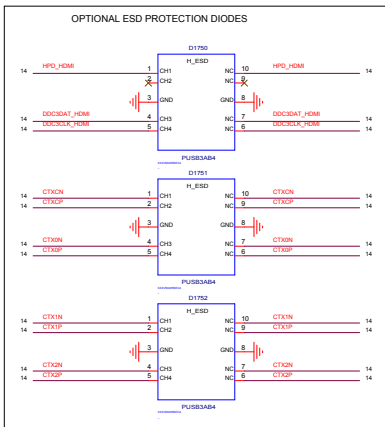 OPTIONAL ESD PROTECTION DIODES
D1750
H_ESD
14 HPD_HDMI 1 CH1 NC 10 HPD_HDMI 14
2 CH2 NC 9
3 GND GND 8
14 DDC3DAT_HDMI 4 CH3 NC 7 DDC3DAT_HDMI 14
14 DDC3CLK_HDMI 5 CH4 NC 6 DDC3CLK_HDMI 14
PUSB3AB4
D1751
H_ESD
14 CTXCN 1 CH1 NC 10 CTXCN 14
14 CTXCP 2 CH2 NC 9 CTXCP 14
3 GND GND 8
14 CTX0N 4 CH3 NC 7 CTX0N 14
14 CTX0P 5 CH4 NC 6 CTX0P 14
PUSB3AB4
D1752
H_ESD
14 CTX1N 1 CH1 NC 10 CTX1N 14
14 CTX1P 2 CH2 NC 9 CTX1P 14
3 GND GND 8
14 CTX2N 4 CH3 NC 7 CTX2N 14
14 CTX2P 5 CH4 NC 6 CTX2P 14
PUSB3AB4